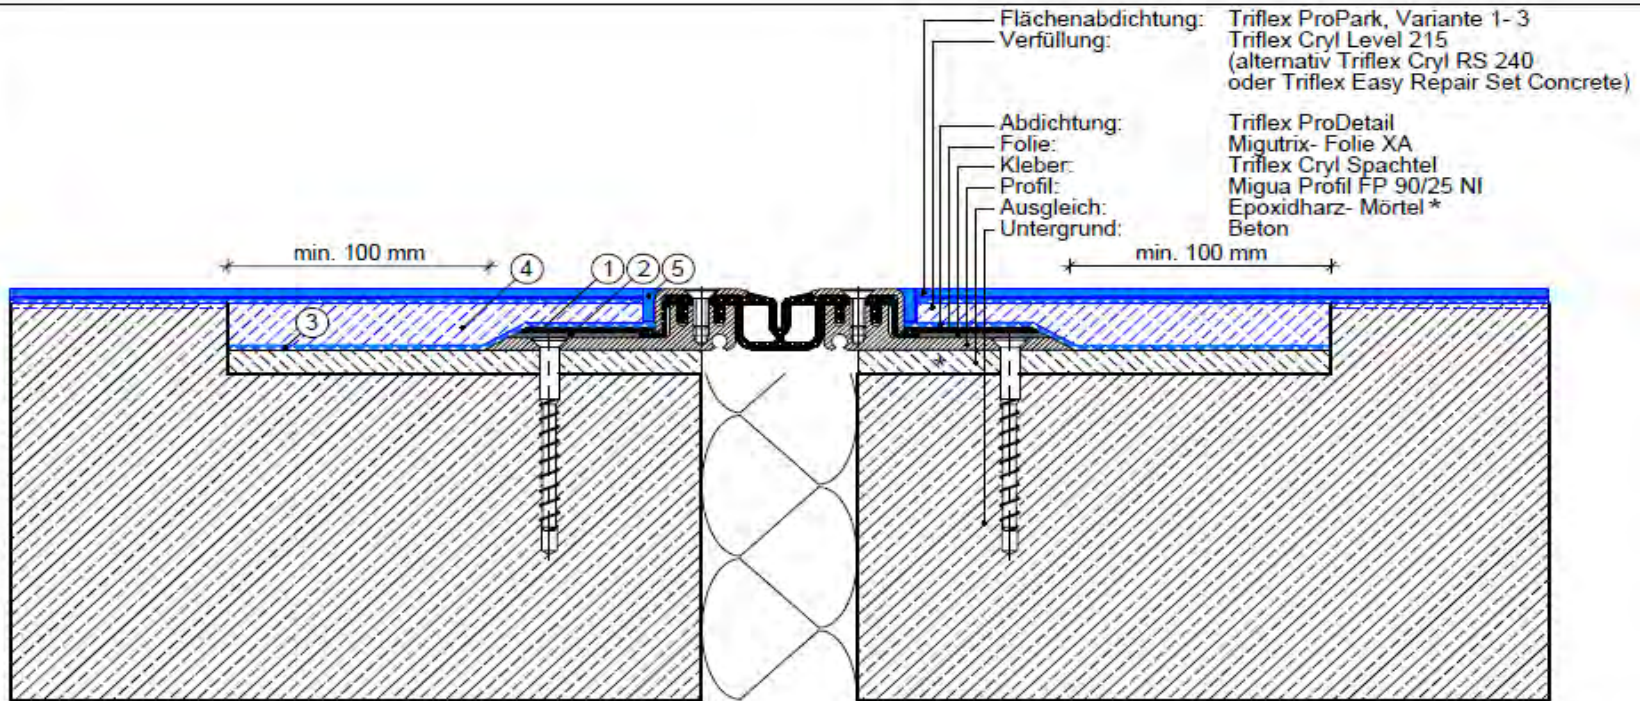 Flächenabdichtung: Triflex ProPark, Variante 1- 3
Verfüllung: Triflex Cryl Level 215
(alternativ Triflex Cryl RS 240
oder Triflex Easy Repair Set Concrete)
Abdichtung: Triflex ProDetail
Folie: Migutrix- Folie XA
Kleber: Triflex Cryl Spachtel
Profil: Migua Profil FP 90/25 NI
Ausgleich: Epoxidharz- Mörtel *
Untergrund: Beton
min. 100 mm
min. 100 mm
4 1 2 5
3
*